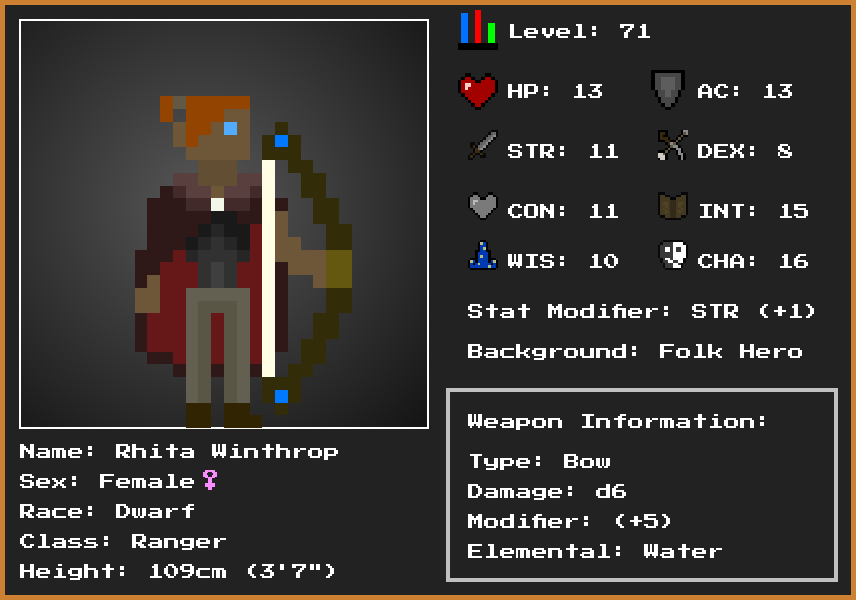 Level: 71
HP: 13 AC: 13
STR: 11 DEX: 8
CON: 11 INT: 15
WIS: 10 CHA: 16
Stat Modifier: STR (+1)
Background: Folk Hero
Weapon Information:
Type: Bow
Damage: d6
Modifier: (+5)
Elemental: Water
Name: Rhita Winthrop
Sex: Female♀
Race: Dwarf
Class: Ranger
Height: 109cm (3'7")